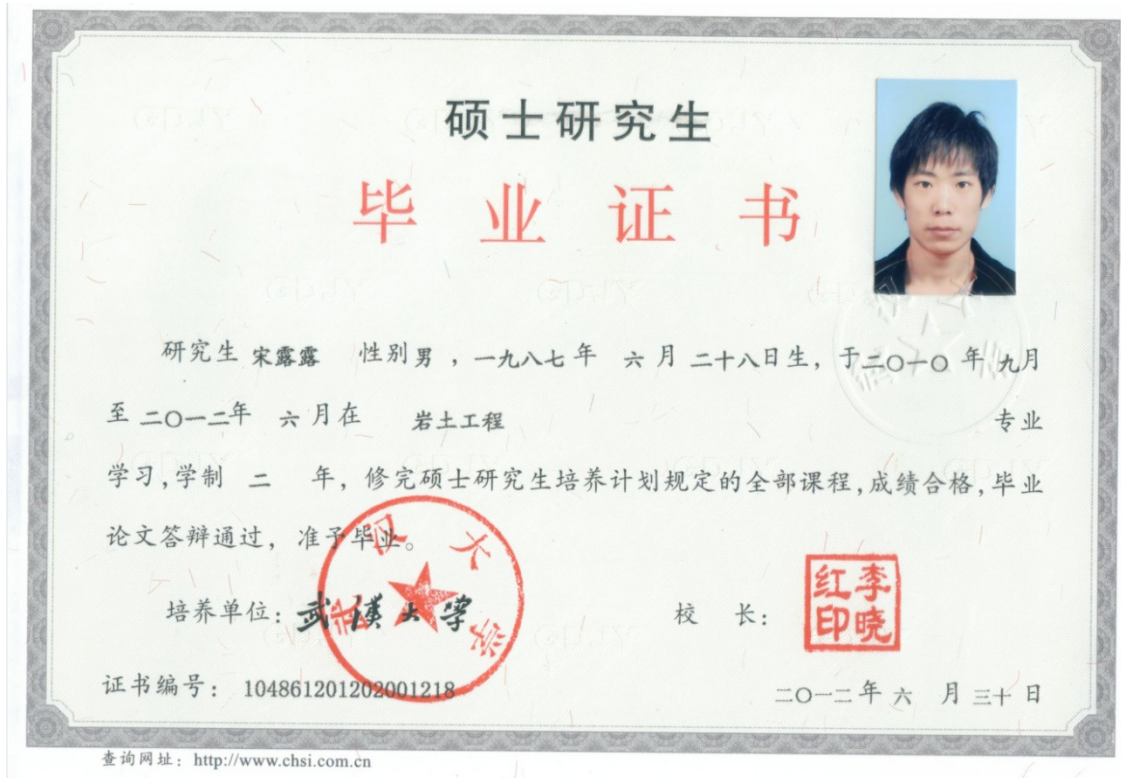 硕士研究生
毕业证书
研究生 宋露露 性别 男 ，一九八七年 六 月 二十八日生，于二〇一〇 年 九月
至 二〇一二年 六 月在 岩土工程 专业
学习，学制 二 年，修完硕士研究生培养计划规定的全部课程，成绩合格，毕业
论文答辩通过，准予毕业。
武汉大学
培养单位：武漢大学
校 长：
李晓红印
证书编号：104861201202001218
二〇一二年 六 月 三十 日
查询网址：http://www.chsi.com.cn